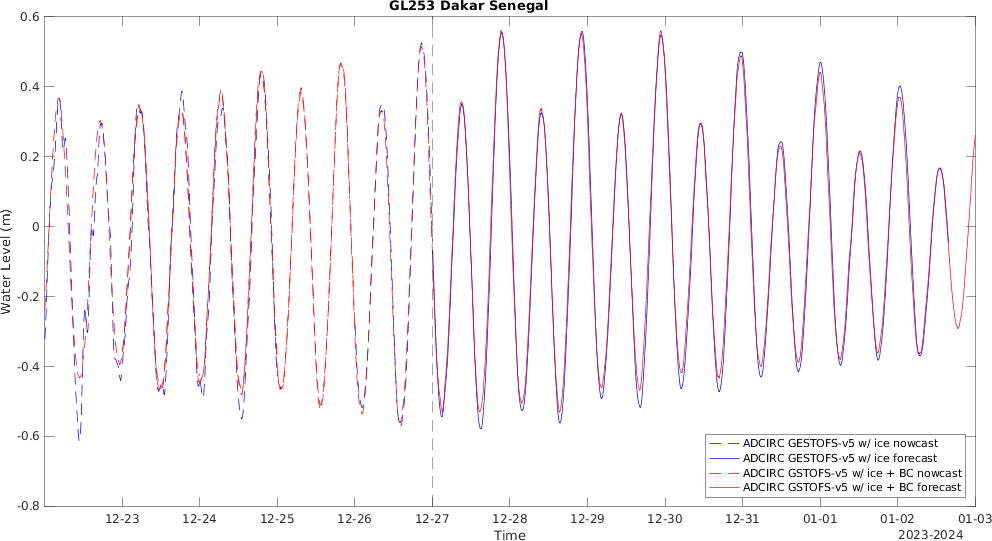 GL253 Dakar Senegal
0.6
0.4
0.2
0
-0.2
-0.4
-0.6
-0.8
Water Level (m)
12-23 12-24 12-25 12-26 12-27 12-28 12-29 12-30 12-31 01-01 01-02 01-03
Time
2023-2024
ADCIRC GESTOFS-v5 w/ ice nowcast
ADCIRC GESTOFS-v5 w/ ice forecast
ADCIRC GSTOFS-v5 w/ ice + BC nowcast
ADCIRC GSTOFS-v5 w/ ice + BC forecast